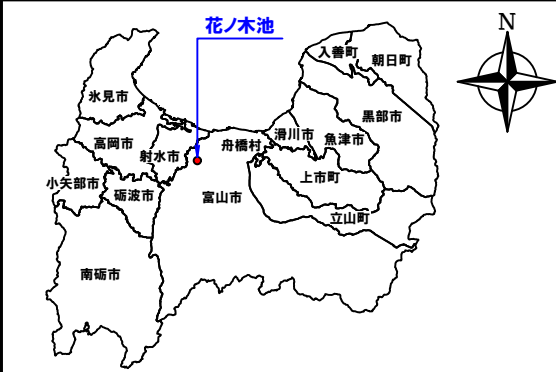 花ノ木池
N
入善町
朝日町
氷見市
黒部市
高岡市
射水市
舟橋村
滑川市
魚津市
小矢部市
砺波市
上市町
富山市
立山町
南砺市